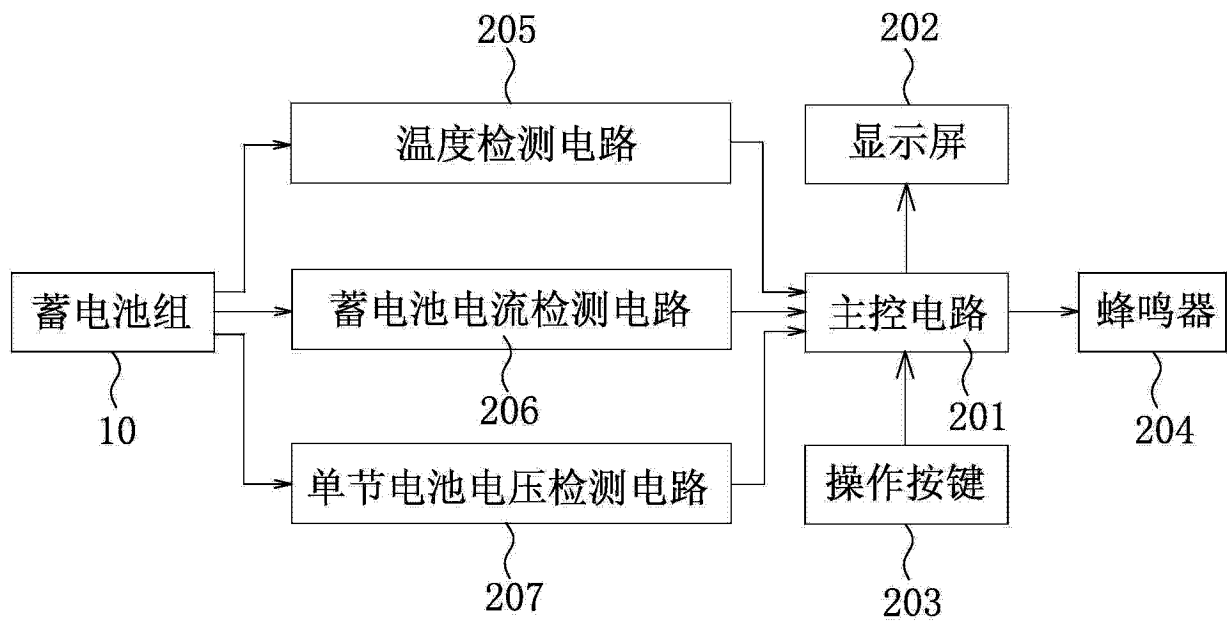 205
202
温度检测电路
显示屏
蓄电池组
蓄电池电流检测电路
主控电路
蜂鸣器
10
206
201
204
单节电池电压检测电路
操作按键
207
203